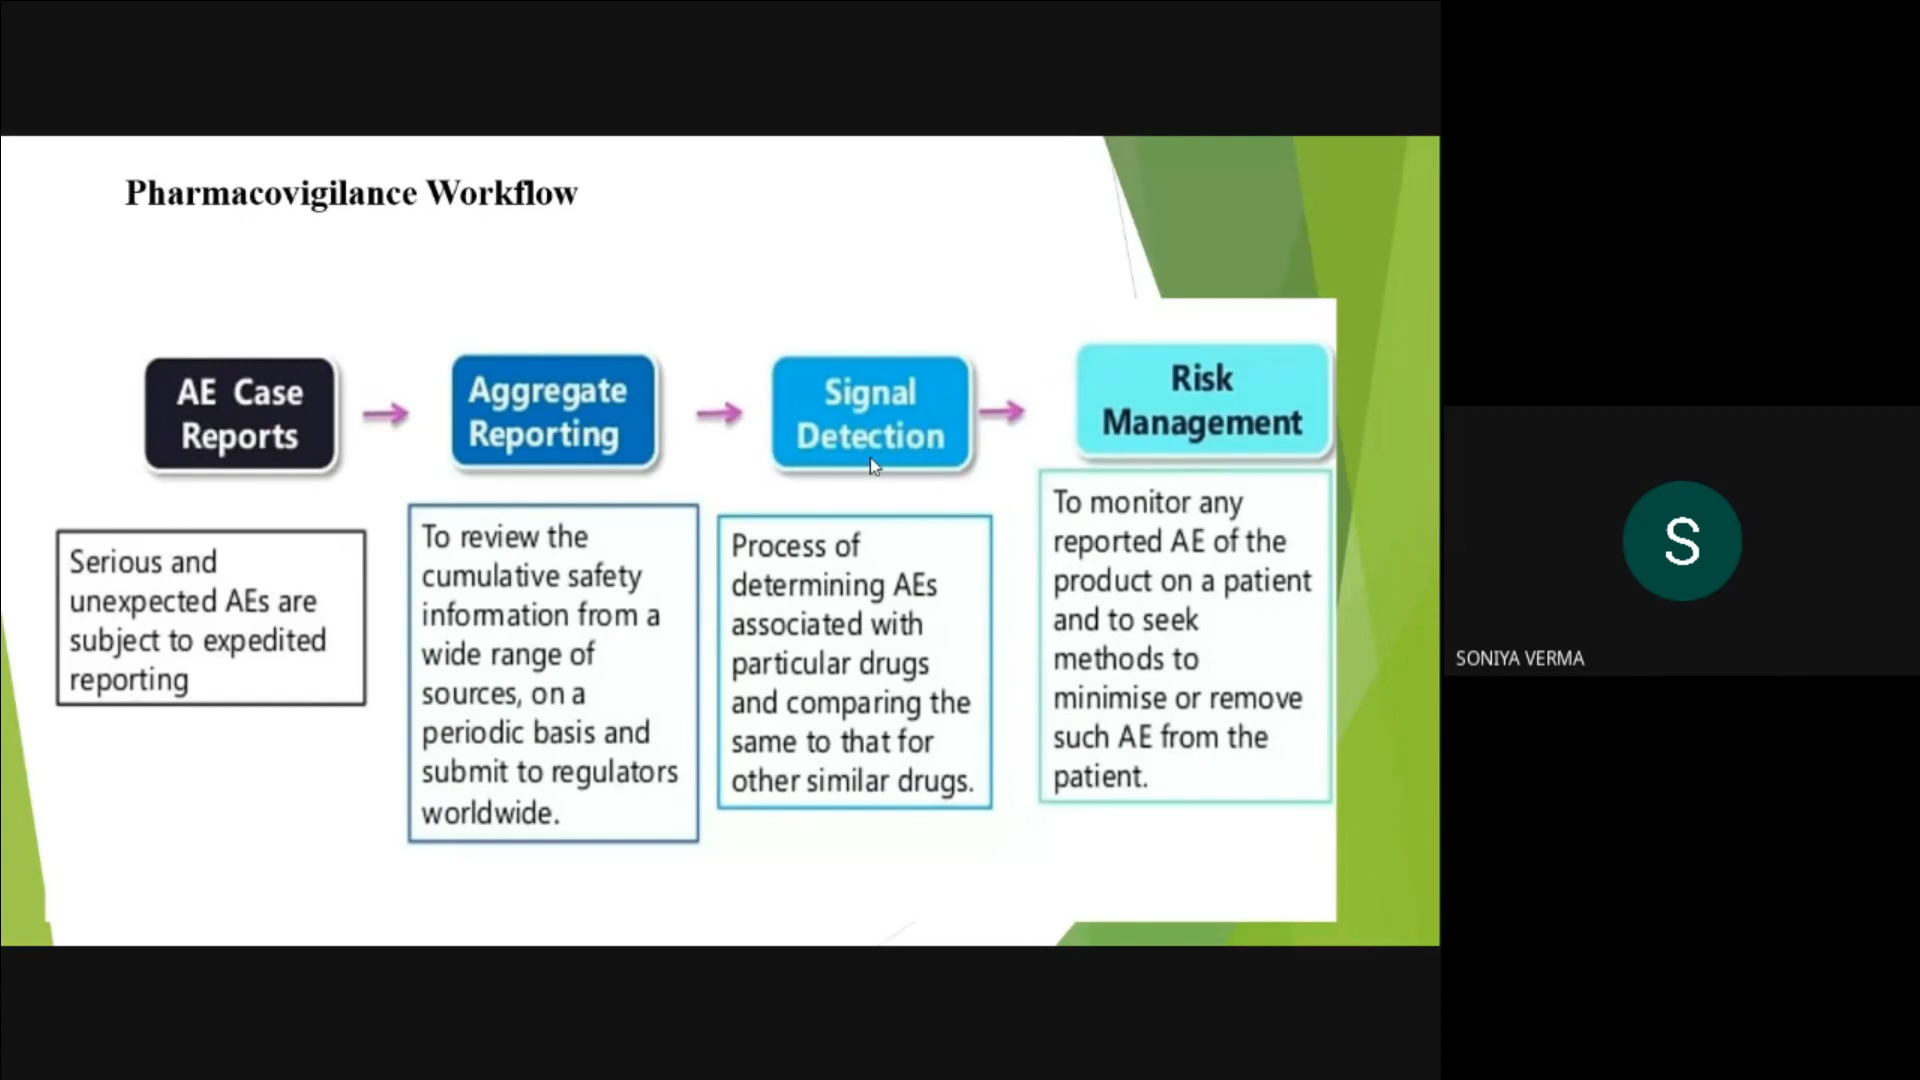 Pharmacovigilance Workflow
AE Case
Reports
Aggregate
Reporting
Signal
Detection
Risk
Management
Serious and
unexpected AEs are
subject to expedited
reporting
To review the
cumulative safety
information from a
wide range of
sources, on a
periodic basis and
submit to regulators
worldwide.
Process of
determining AEs
associated with
particular drugs
and comparing the
same to that for
other similar drugs.
To monitor any
reported AE of the
product on a patient
and to seek
methods to
minimise or remove
such AE from the
patient.
S
SONIYA VERMA